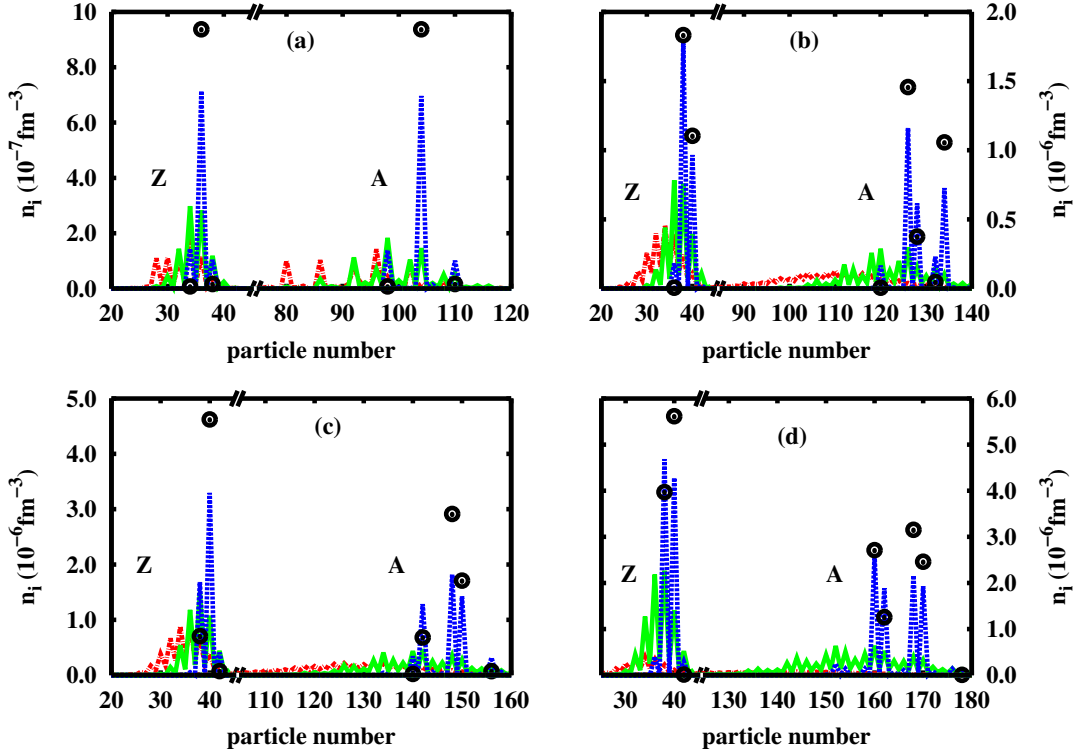 10
8.0
6.0
4.0
2.0
0.0
n_i (10^−7 fm^−3)
(a)
Z
A
20 30 40 80 90 100 110 120
particle number
2.0
1.5
1.0
0.5
0.0
n_i (10^−6 fm^−3)
(b)
Z
A
20 30 40 90 100 110 120 130 140
particle number
5.0
4.0
3.0
2.0
1.0
0.0
n_i (10^−6 fm^−3)
(c)
Z
A
20 30 40 110 120 130 140 150 160
particle number
6.0
5.0
4.0
3.0
2.0
1.0
0.0
n_i (10^−6 fm^−3)
(d)
Z
A
30 40 130 140 150 160 170 180
particle number